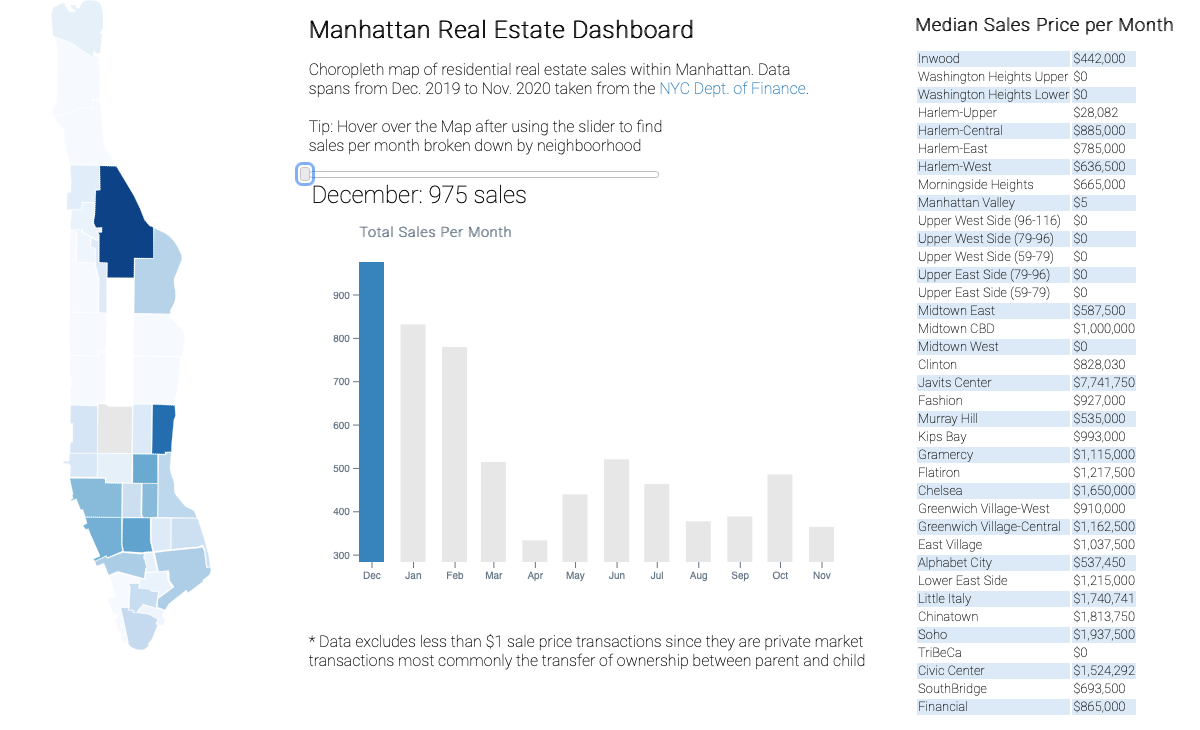 Manhattan Real Estate Dashboard
Choropleth map of residential real estate sales within Manhattan. Data
spans from Dec. 2019 to Nov. 2020 taken from the NYC Dept. of Finance.
Tip: Hover over the Map after using the slider to find
sales per month broken down by neighboorhood
December: 975 sales
Total Sales Per Month
900
800
700
600
500
400
300
Dec Jan Feb Mar Apr May Jun Jul Aug Sep Oct Nov
* Data excludes less than $1 sale price transactions since they are private market
transactions most commonly the transfer of ownership between parent and child
Median Sales Price per Month
Inwood $442,000
Washington Heights Upper $0
Washington Heights Lower $0
Harlem-Upper $28,082
Harlem-Central $885,000
Harlem-East $785,000
Harlem-West $636,500
Morningside Heights $665,000
Manhattan Valley $5
Upper West Side (96-116) $0
Upper West Side (79-96) $0
Upper West Side (59-79) $0
Upper East Side (79-96) $0
Upper East Side (59-79) $0
Midtown East $587,500
Midtown CBD $1,000,000
Midtown West $0
Clinton $828,030
Javits Center $7,741,750
Fashion $927,000
Murray Hill $535,000
Kips Bay $993,000
Gramercy $1,115,000
Flatiron $1,217,500
Chelsea $1,650,000
Greenwich Village-West $910,000
Greenwich Village-Central $1,162,500
East Village $1,037,500
Alphabet City $537,450
Lower East Side $1,215,000
Little Italy $1,740,741
Chinatown $1,813,750
Soho $1,937,500
TriBeCa $0
Civic Center $1,524,292
SouthBridge $693,500
Financial $865,000